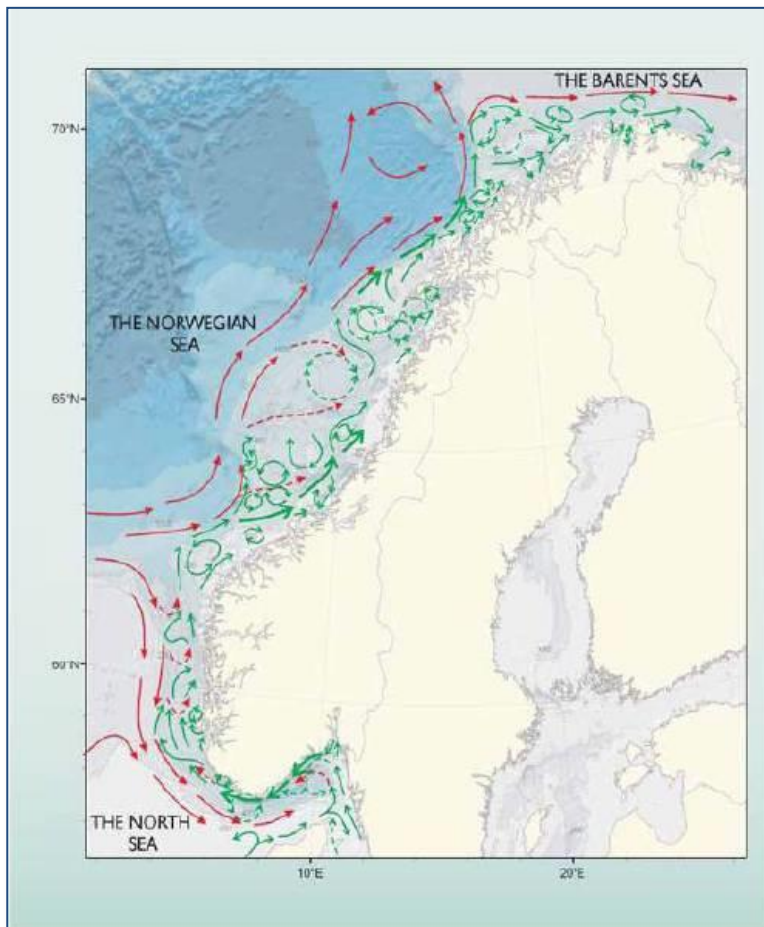 THE BARENTS SEA
70°N
THE NORWEGIAN
SEA
65°N
60°N
THE NORTH
SEA
10°E
20°E